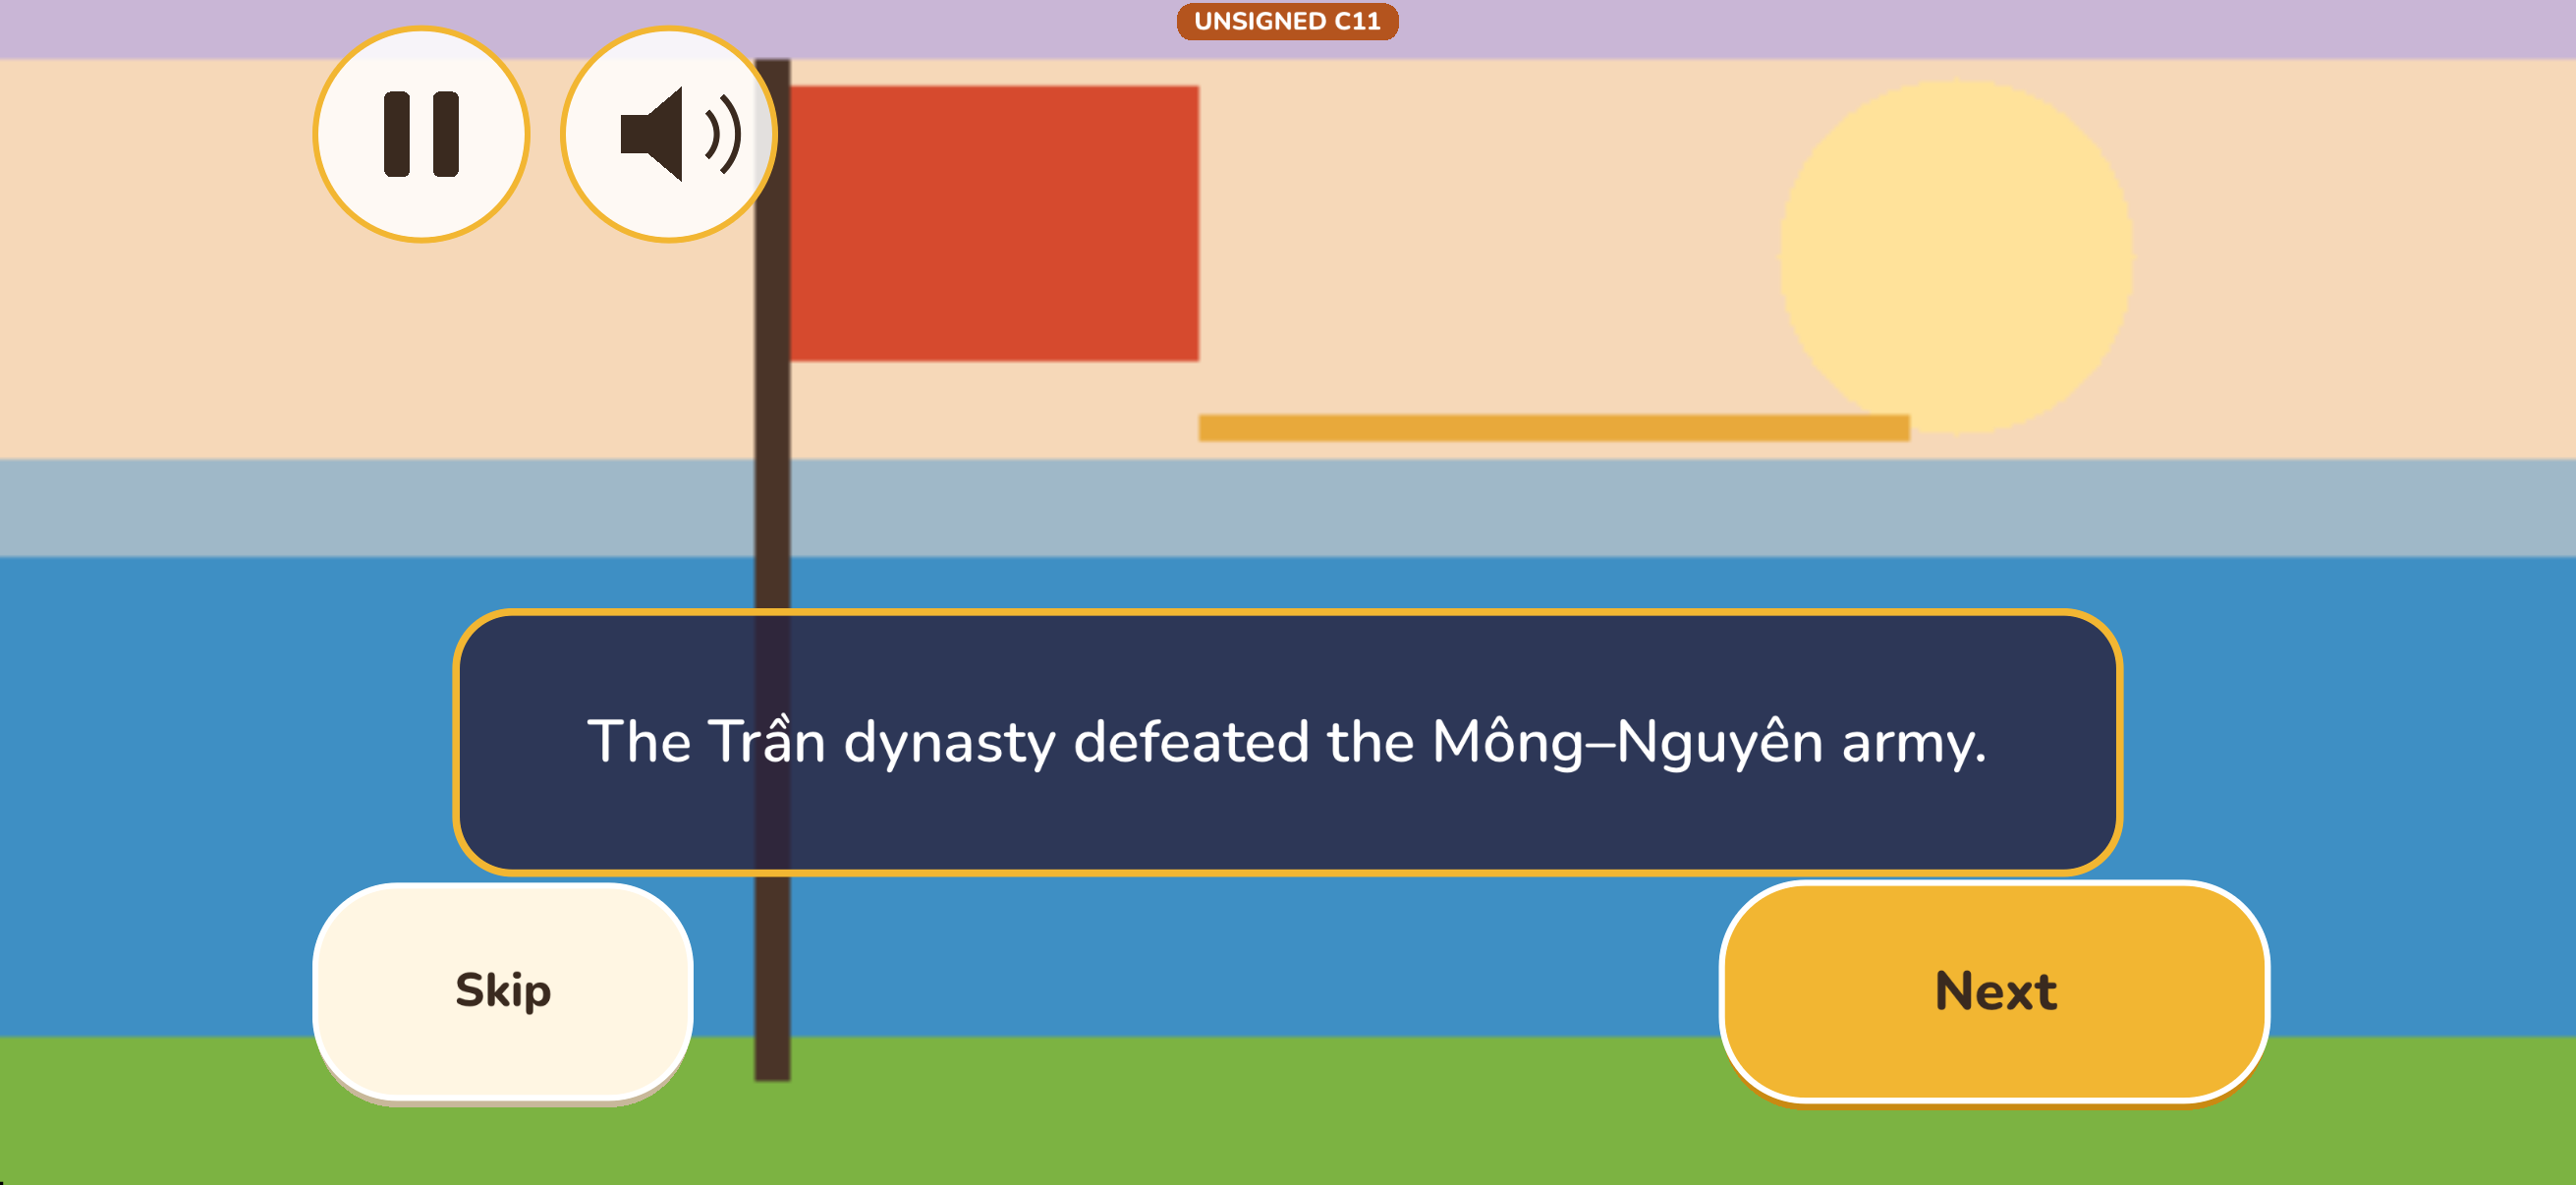 UNSIGNED C11
The Trần dynasty defeated the Mông–Nguyên army.
Skip
Next